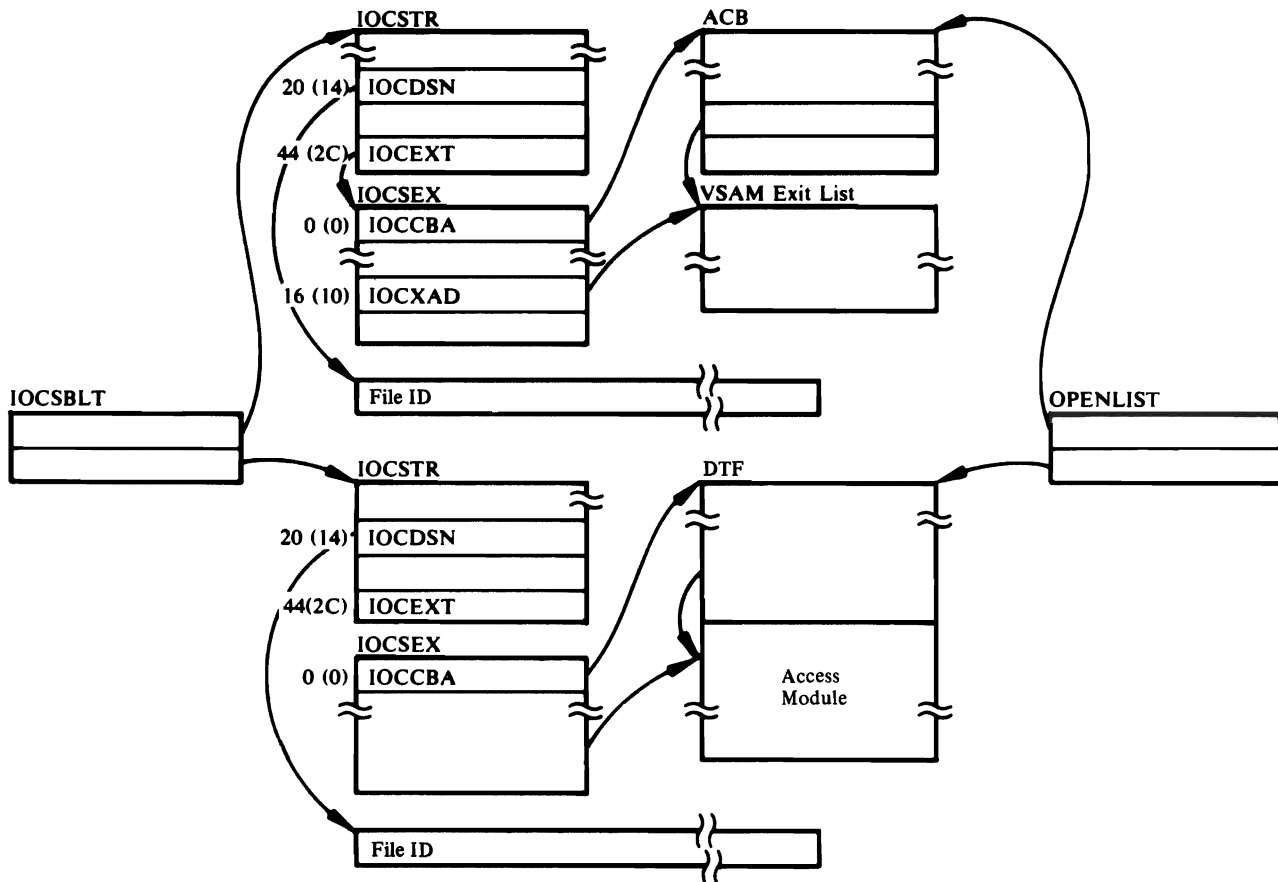 IOCSTR
ACB
20 (14) IOCDSN
44 (2C) IOCEXT
IOCSEX
VSAM Exit List
0 (0) IOCCBA
16 (10) IOCXAD
File ID
IOCSBLT
OPENLIST
IOCSTR
DTF
20 (14) IOCDSN
44(2C) IOCEXT
IOCSEX
0 (0) IOCCBA
Access
Module
File ID